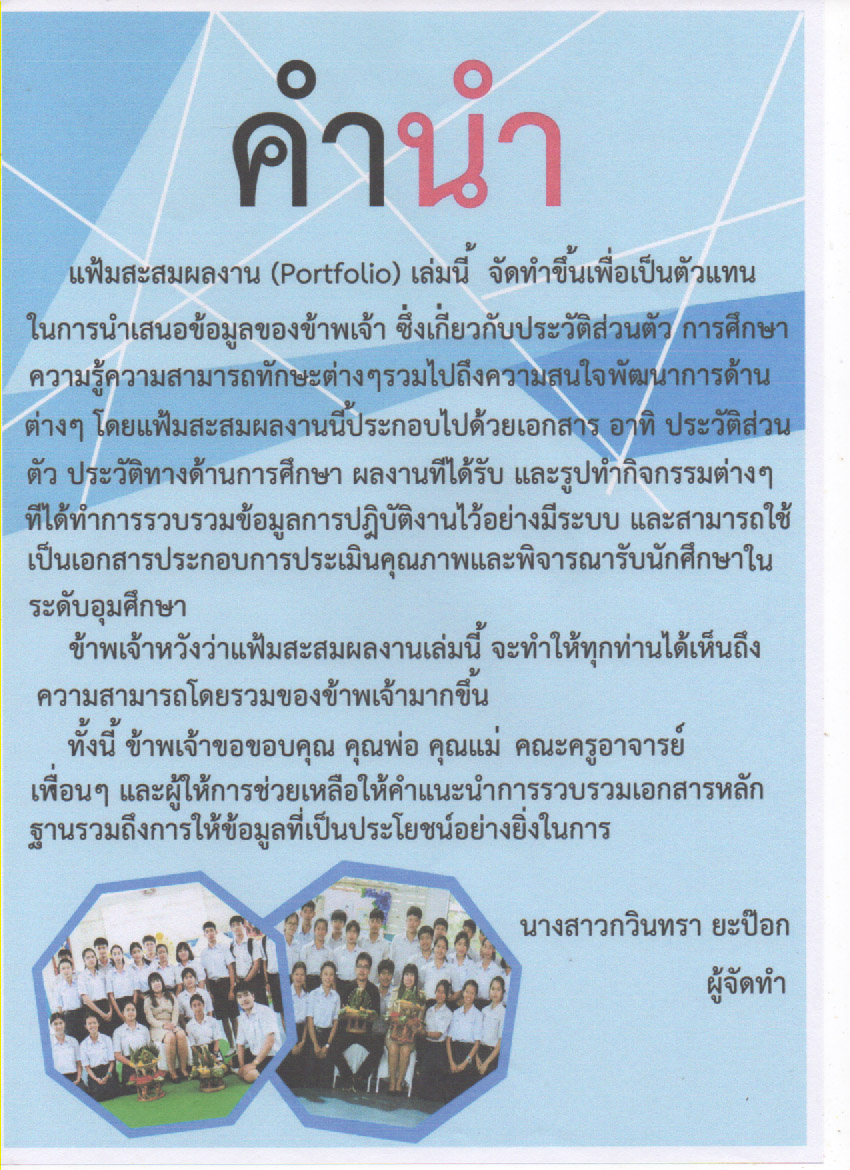 คำนำ
แฟ้มสะสมผลงาน (Portfolio) เล่มนี้ จัดทำขึ้นเพื่อเป็นตัวแทน
ในการนำเสนอข้อมูลของข้าพเจ้า ซึ่งเกี่ยวกับประวัติส่วนตัว การศึกษา
ความรู้ความสามารถทักษะต่างๆรวมไปถึงความสนใจพัฒนาการด้าน
ต่างๆ โดยแฟ้มสะสมผลงานนี้ประกอบไปด้วยเอกสาร อาทิ ประวัติส่วน
ตัว ประวัติทางด้านการศึกษา ผลงานทีได้รับ และรูปทำกิจกรรมต่างๆ
ทีได้ทำการรวบรวมข้อมูลการปฎิบัติงานไว้อย่างมีระบบ และสามารถใช้
เป็นเอกสารประกอบการประเมินคุณภาพและพิจารณารับนักศึกษาใน
ระดับอุมศึกษา
ข้าพเจ้าหวังว่าแฟ้มสะสมผลงานเล่มนี้ จะทำให้ทุกท่านได้เห็นถึง
ความสามารถโดยรวมของข้าพเจ้ามากขึ้น
ทั้งนี้ ข้าพเจ้าขอขอบคุณ คุณพ่อ คุณแม่ คณะครูอาจารย์
เพื่อนๆ และผู้ให้การช่วยเหลือให้คำแนะนำการรวบรวมเอกสารหลัก
ฐานรวมถึงการให้ข้อมูลที่เป็นประโยชน์อย่างยิ่งในการ
นางสาวกวินทรา ยะป๊อก
ผู้จัดทำ